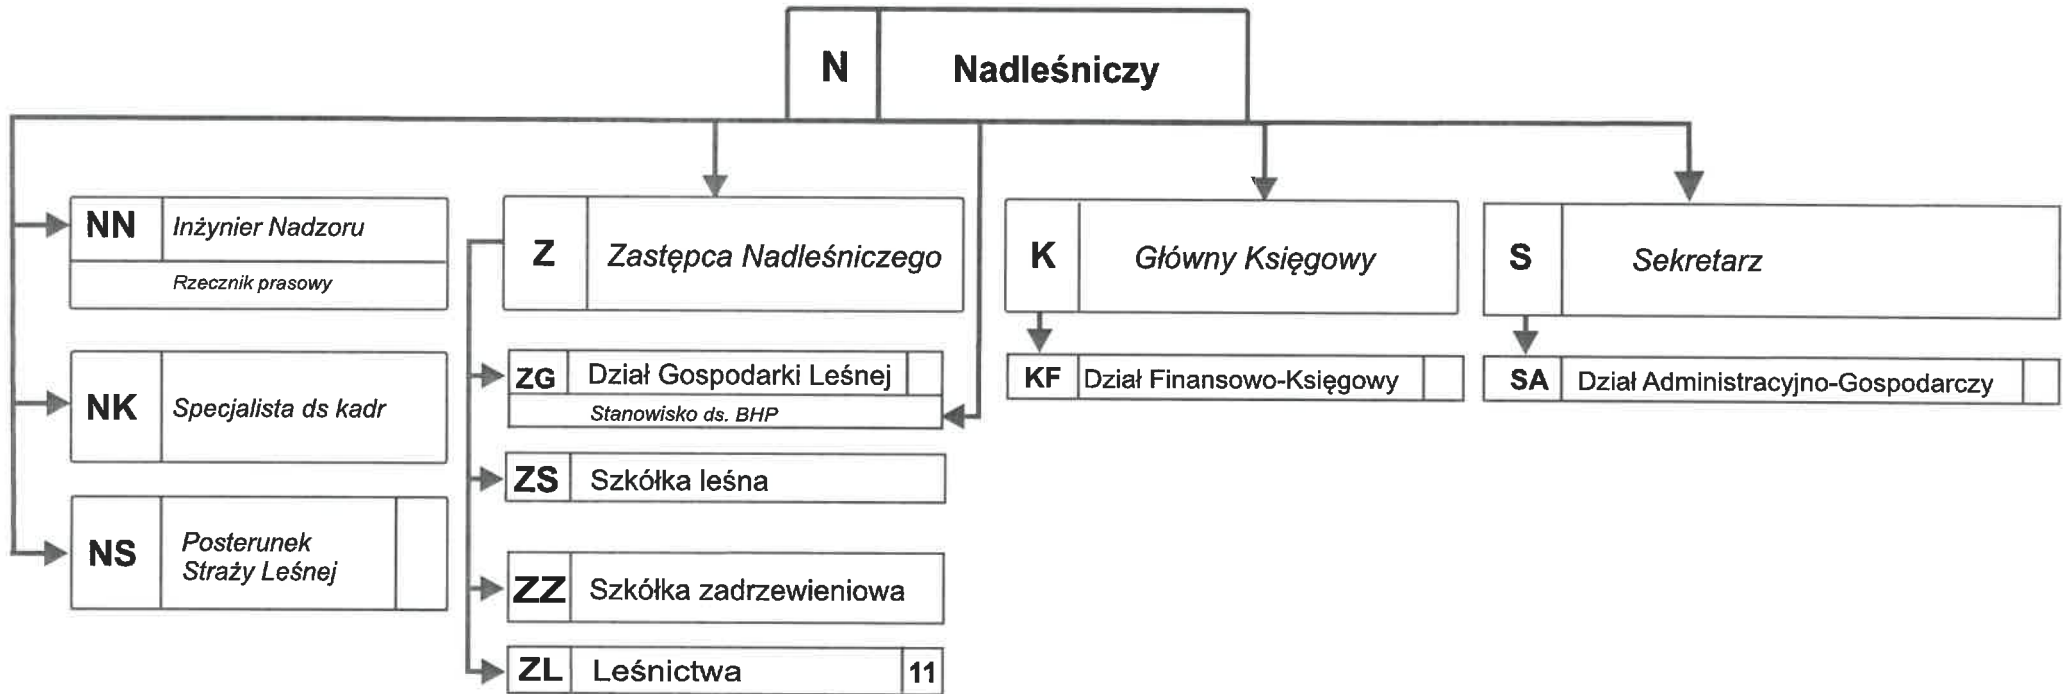 N Nadleśniczy
NN Inżynier Nadzoru
Rzecznik prasowy
NK Specjalista ds kadr
NS Posterunek
Straży Leśnej
Z Zastępca Nadleśniczego
ZG Dział Gospodarki Leśnej
Stanowisko ds. BHP
ZS Szkółka leśna
ZZ Szkółka zadrzewieniowa
ZL Leśnictwa 11
K Główny Księgowy
KF Dział Finansowo-Księgowy
S Sekretarz
SA Dział Administracyjno-Gospodarczy